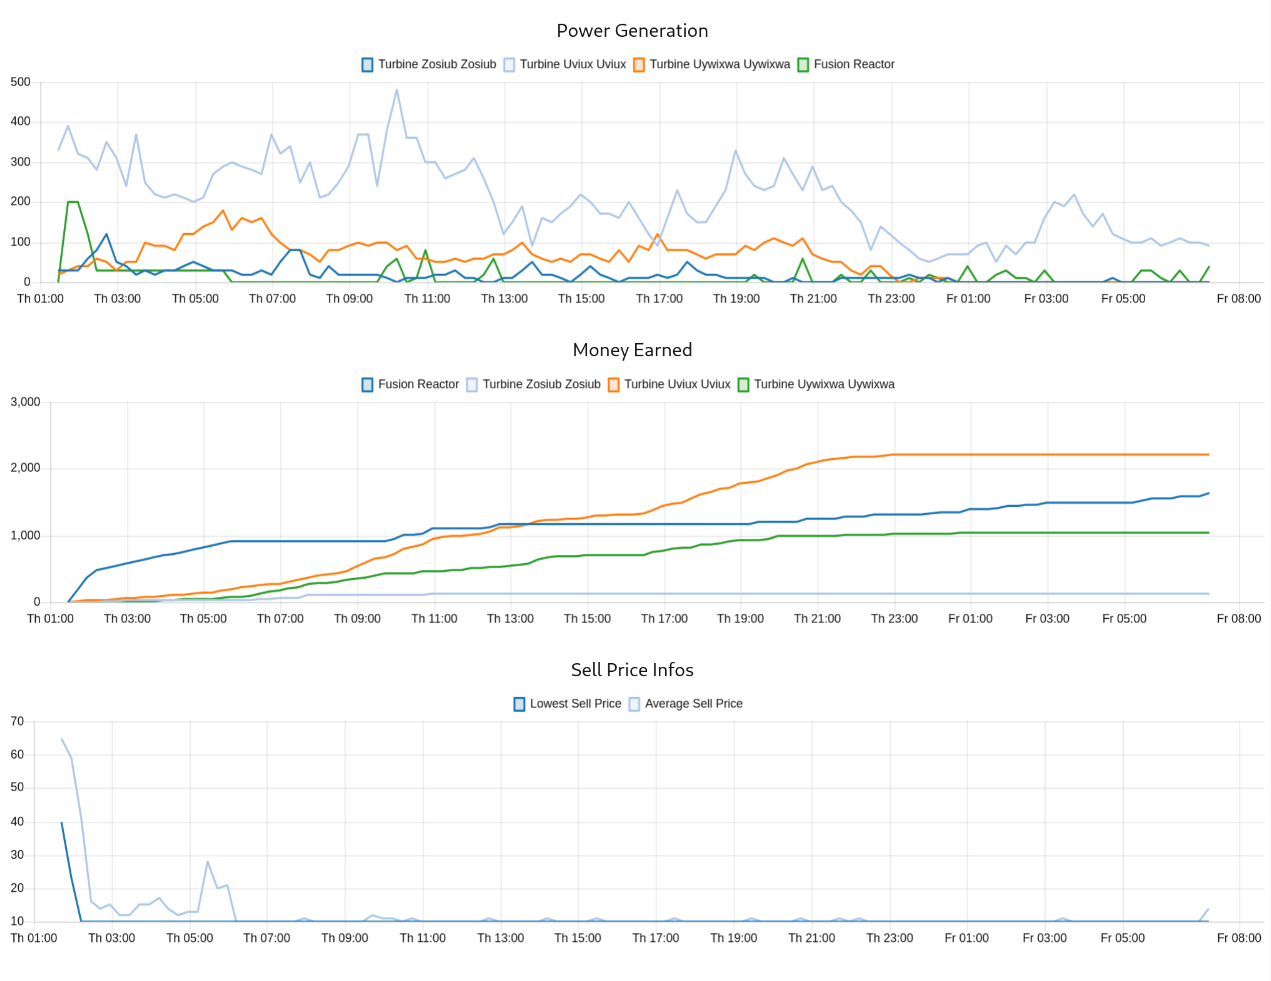 Power Generation
Turbine Zosiub Zosiub Turbine Uviux Uviux Turbine Uywixwa Uywixwa Fusion Reactor
500
400
300
200
100
0
Th 01:00 Th 03:00 Th 05:00 Th 07:00 Th 09:00 Th 11:00 Th 13:00 Th 15:00 Th 17:00 Th 19:00 Th 21:00 Th 23:00 Fr 01:00 Fr 03:00 Fr 05:00 Fr 08:00
Money Earned
Fusion Reactor Turbine Zosiub Zosiub Turbine Uviux Uviux Turbine Uywixwa Uywixwa
3,000
2,000
1,000
0
Th 01:00 Th 03:00 Th 05:00 Th 07:00 Th 09:00 Th 11:00 Th 13:00 Th 15:00 Th 17:00 Th 19:00 Th 21:00 Th 23:00 Fr 01:00 Fr 03:00 Fr 05:00 Fr 08:00
Sell Price Infos
Lowest Sell Price Average Sell Price
70
60
50
40
30
20
10
Th 01:00 Th 03:00 Th 05:00 Th 07:00 Th 09:00 Th 11:00 Th 13:00 Th 15:00 Th 17:00 Th 19:00 Th 21:00 Th 23:00 Fr 01:00 Fr 03:00 Fr 05:00 Fr 08:00